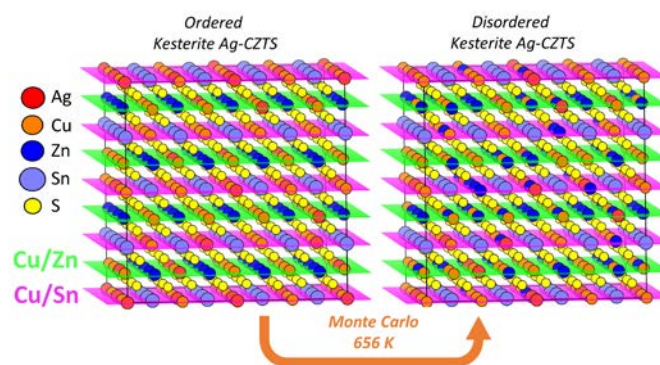 Ordered
Kesterite Ag-CZTS
Disordered
Kesterite Ag-CZTS
Ag
Cu
Zn
Sn
S
Cu/Zn
Cu/Sn
Monte Carlo
656 K